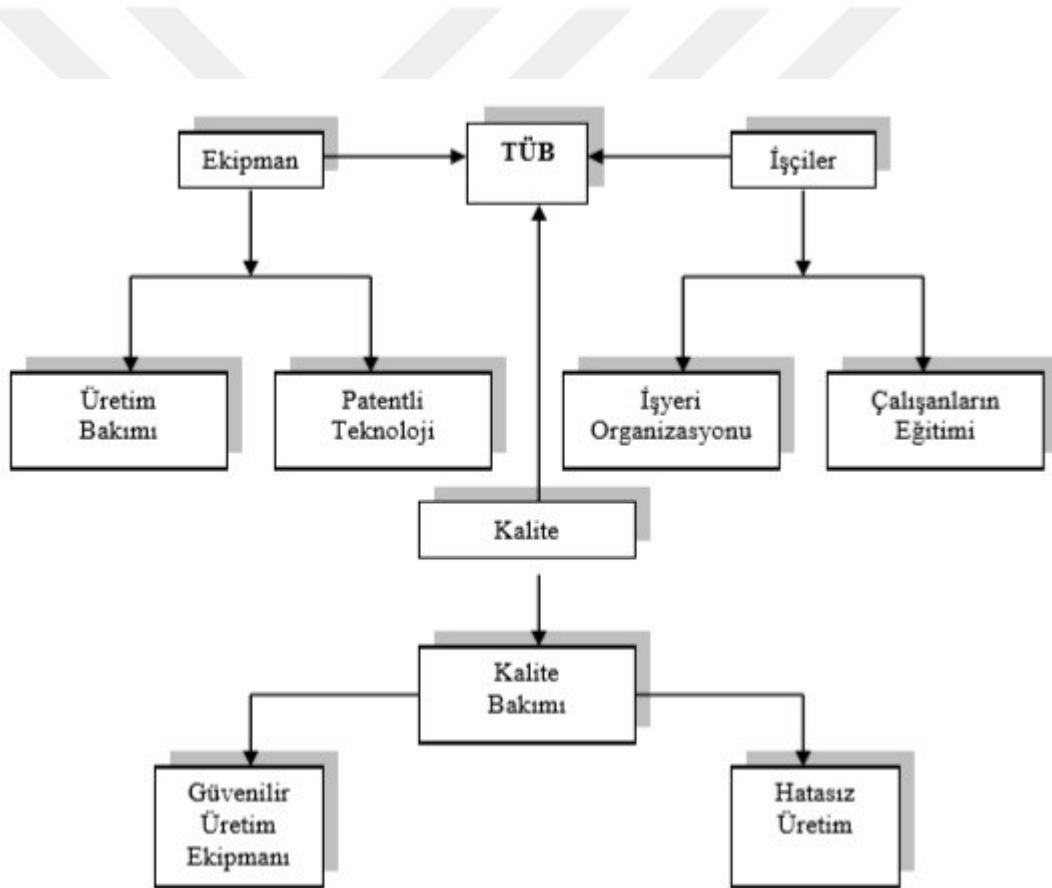 Ekipman
TÜB
İşçiler
Üretim
Bakımı
Patentli
Teknoloji
İşyeri
Organizasyonu
Çalışanların
Eğitimi
Kalite
Kalite
Bakımı
Güvenilir
Üretim
Ekipmanı
Hatasız
Üretim